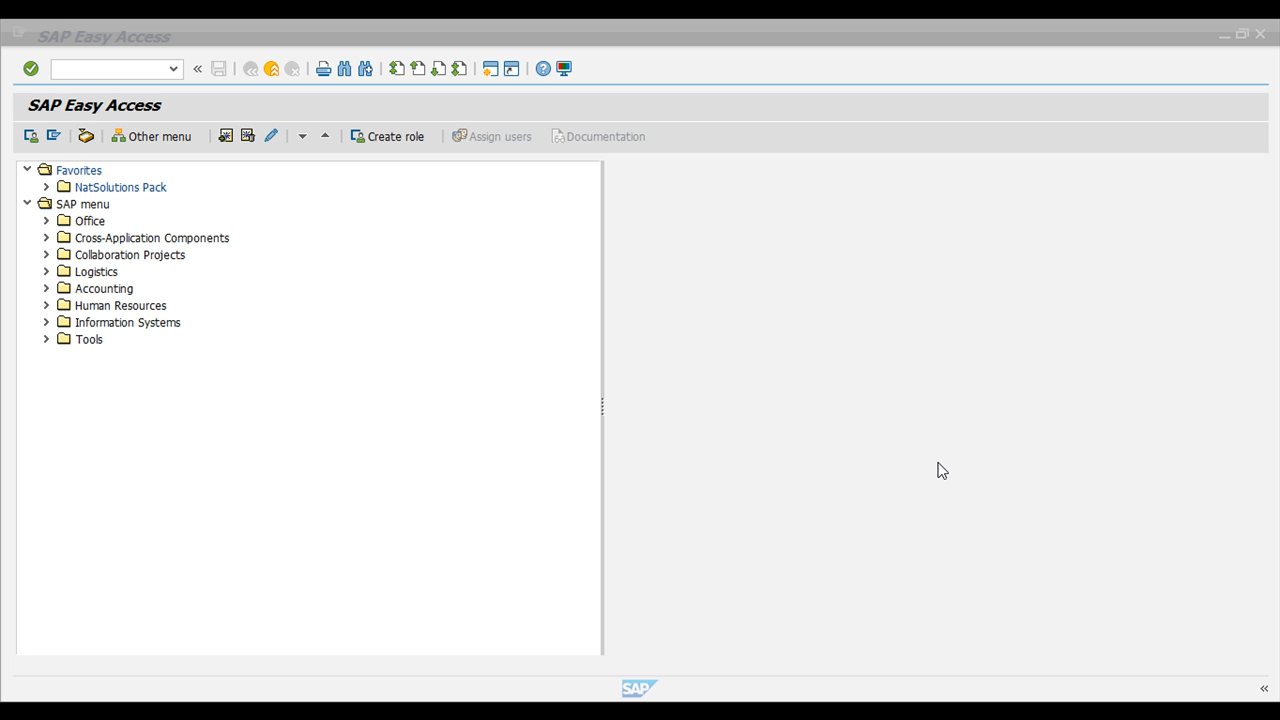 SAP Easy Access
SAP Easy Access
Other menu
Create role
Assign users
Documentation
Favorites
NatSolutions Pack
SAP menu
Office
Cross-Application Components
Collaboration Projects
Logistics
Accounting
Human Resources
Information Systems
Tools
SAP